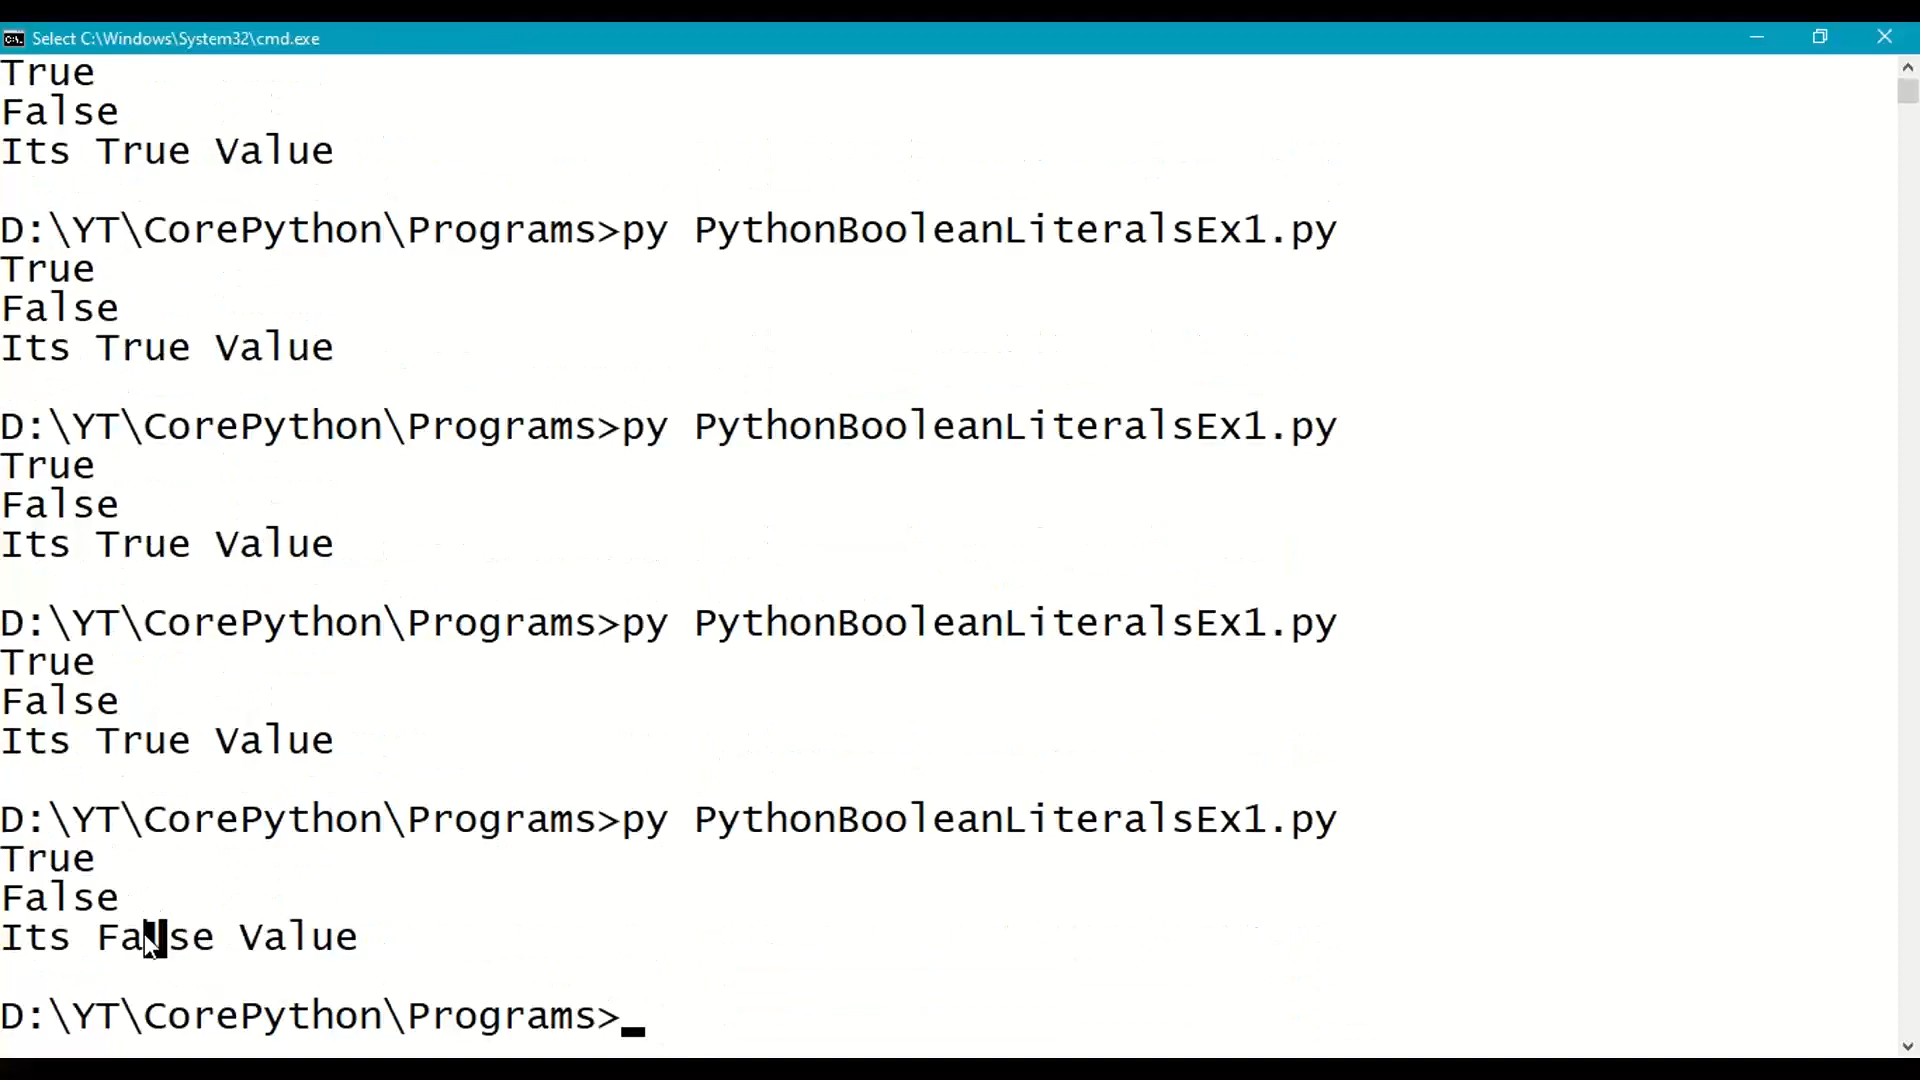 Select C:\Windows\System32\cmd.exe
True
False
Its True Value
D:\YT\CorePython\Programs>py PythonBooleanLiteralsEx1.py
True
False
Its True Value
D:\YT\CorePython\Programs>py PythonBooleanLiteralsEx1.py
True
False
Its True Value
D:\YT\CorePython\Programs>py PythonBooleanLiteralsEx1.py
True
False
Its True Value
D:\YT\CorePython\Programs>py PythonBooleanLiteralsEx1.py
True
False
Its False Value
D:\YT\CorePython\Programs>